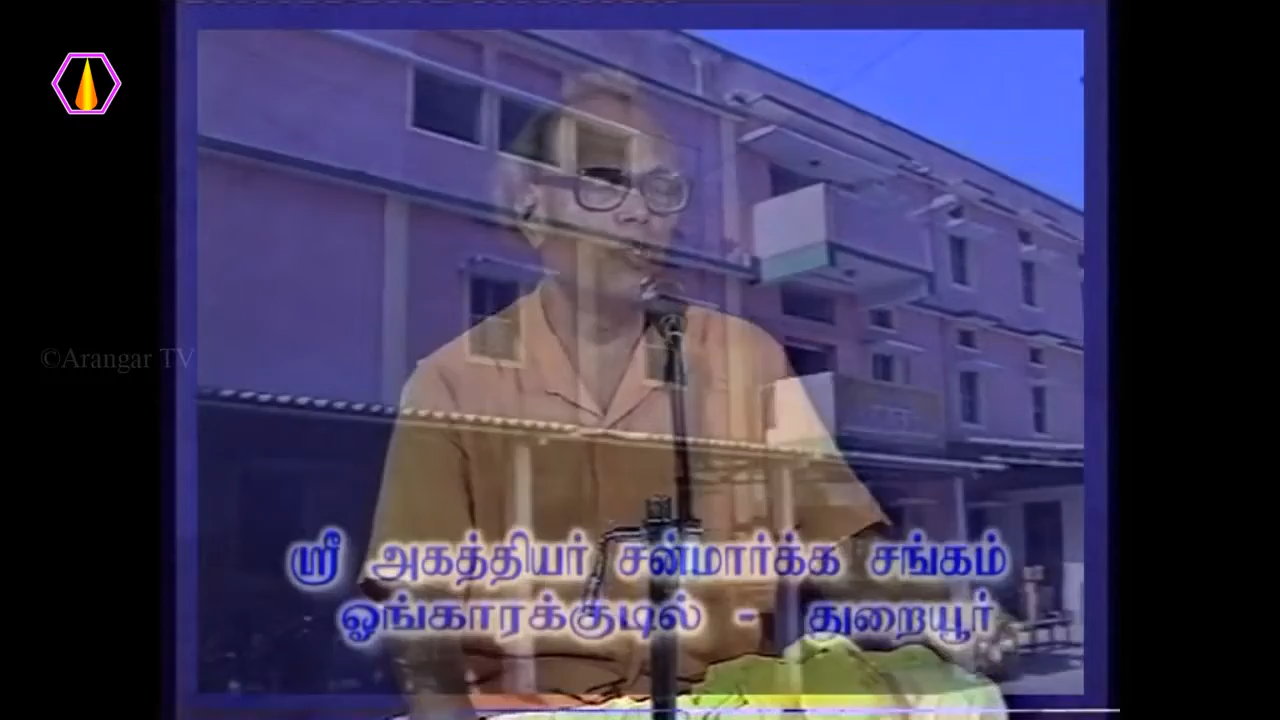 ©Arangar TV
ஸ்ரீ அகத்தியர் சன்மார்க்க சங்கம்
ஓங்காரக்குடில் - துறையூர்